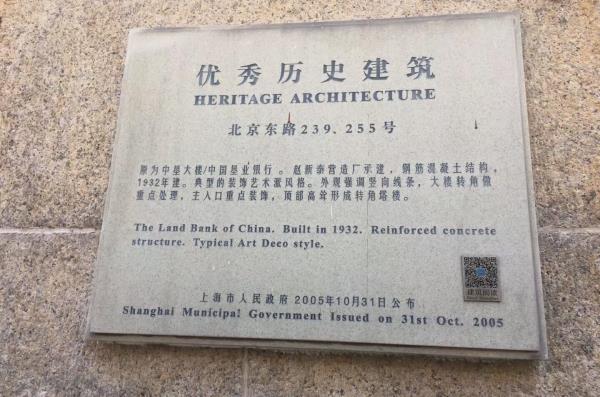 优秀历史建筑
HERITAGE ARCHITECTURE
北京东路239、255号
原为中垦大楼/中国垦业银行。赵新泰营造厂承建，钢筋混凝土结构，
1932年建。典型的装饰艺术派风格。外观强调竖向线条，大楼转角做
重点处理，主入口重点装饰，顶部高耸形成转角塔楼。
The Land Bank of China. Built in 1932. Reinforced concrete
structure. Typical Art Deco style.
建筑阅读
上海市人民政府 2005年10月31日公布
Shanghai Municipal Government Issued on 31st Oct. 2005